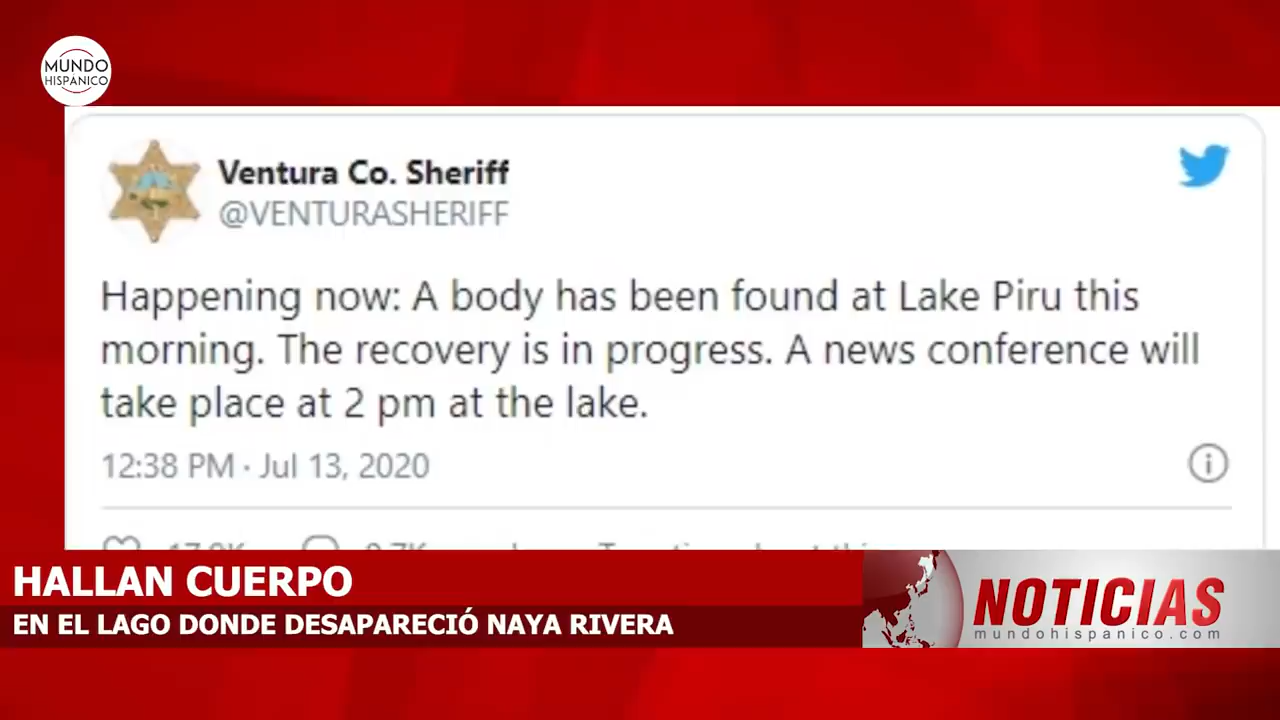 MUNDO
HISPÁNICO
Ventura Co. Sheriff
@VENTURASHERIFF
Happening now: A body has been found at Lake Piru this
morning. The recovery is in progress. A news conference will
take place at 2 pm at the lake.
12:38 PM · Jul 13, 2020
HALLAN CUERPO
EN EL LAGO DONDE DESAPARECIÓ NAYA RIVERA
NOTICIAS
mundohispanico.com